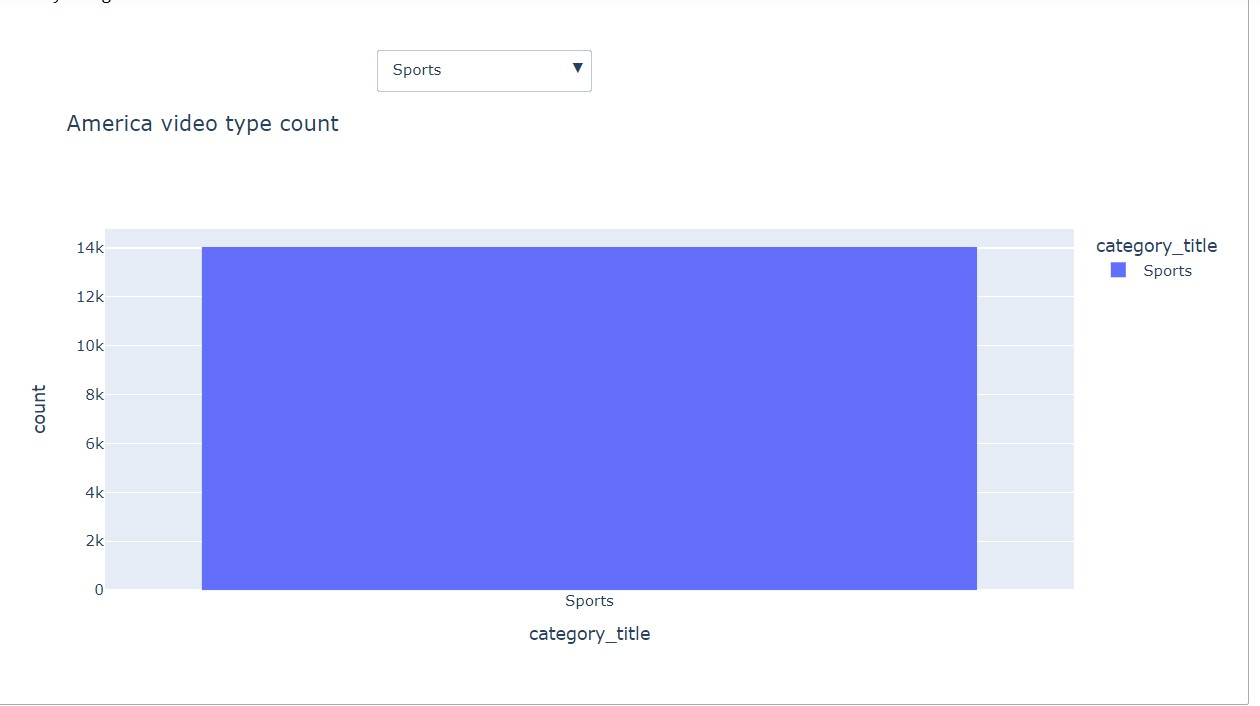 Sports ▼
America video type count
14k
12k
10k
8k
6k
4k
2k
0
count
Sports
category_title
category_title
Sports